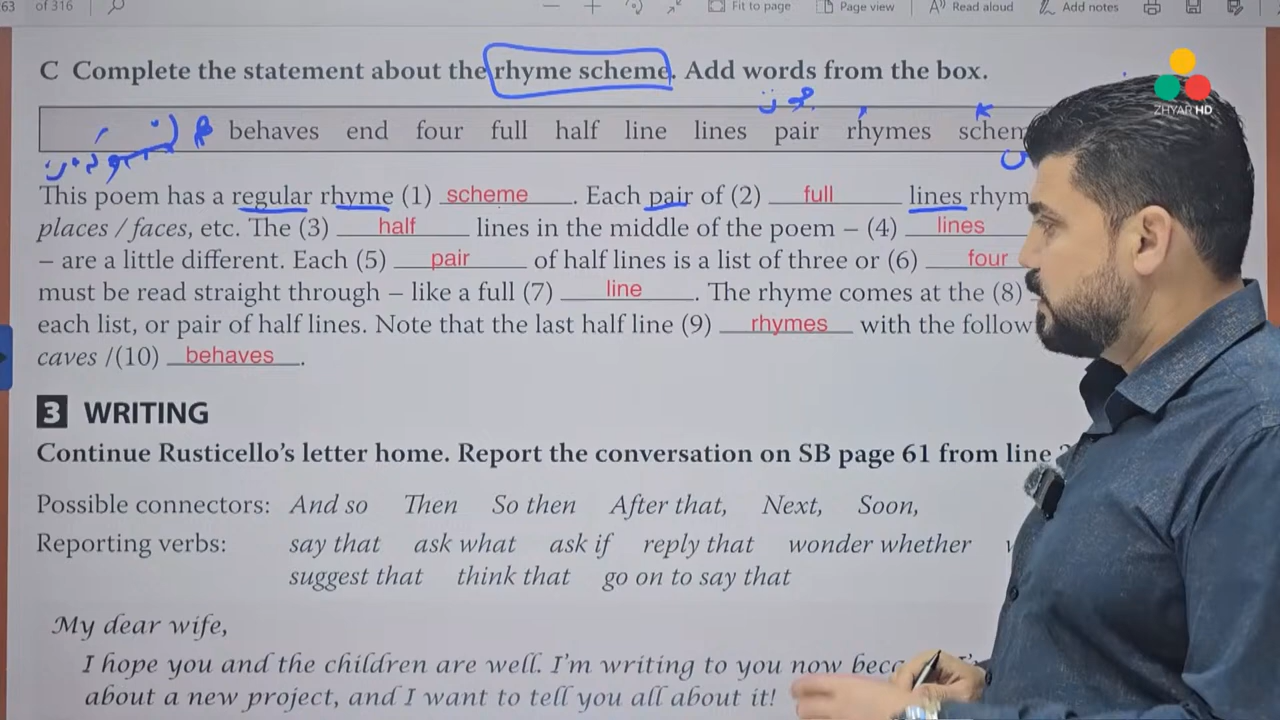 63 of 316 Fit to page Page view Read aloud Add notes
ZHYAR HD
C Complete the statement about the rhyme scheme. Add words from the box.
behaves end four full half line lines pair rhymes schem
This poem has a regular rhyme (1) scheme. Each pair of (2) full lines rhym
places / faces, etc. The (3) half lines in the middle of the poem – (4) lines
– are a little different. Each (5) pair of half lines is a list of three or (6) four
must be read straight through – like a full (7) line. The rhyme comes at the (8)
each list, or pair of half lines. Note that the last half line (9) rhymes with the follow
caves /(10) behaves.
3 WRITING
Continue Rusticello's letter home. Report the conversation on SB page 61 from line
Possible connectors: And so Then So then After that, Next, Soon,
Reporting verbs: say that ask what ask if reply that wonder whether
suggest that think that go on to say that
My dear wife,
I hope you and the children are well. I'm writing to you now beca
about a new project, and I want to tell you all about it!